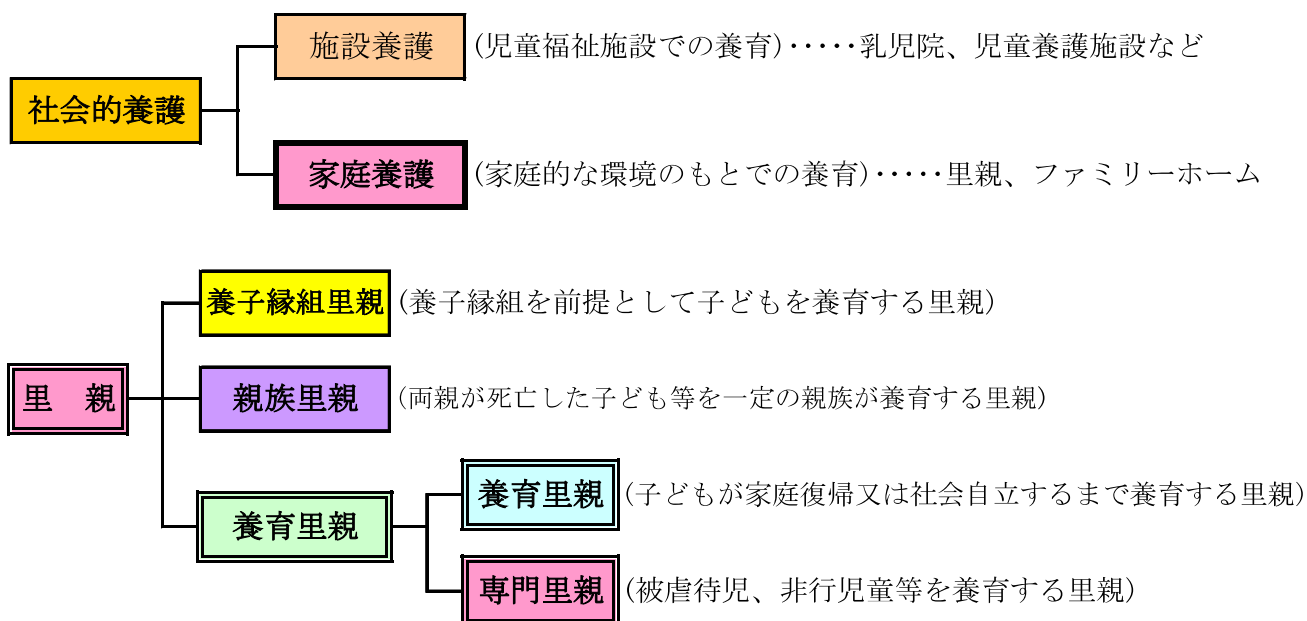 施設養護 (児童福祉施設での養育)・・・・・乳児院、児童養護施設など
社会的養護
家庭養護 (家庭的な環境のもとでの養育)・・・・・里親、ファミリーホーム
養子縁組里親 (養子縁組を前提として子どもを養育する里親)
里　親 親族里親 (両親が死亡した子ども等を一定の親族が養育する里親)
養育里親 (子どもが家庭復帰又は社会自立するまで養育する里親)
養育里親
専門里親 (被虐待児、非行児童等を養育する里親)